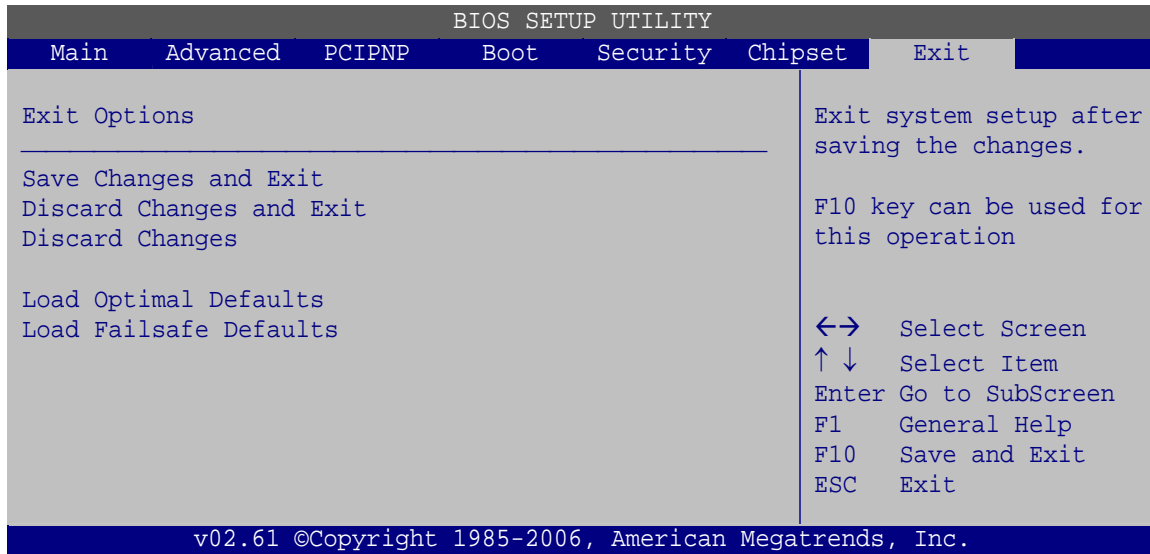 BIOS SETUP UTILITY
Main Advanced PCIPNP Boot Security Chipset Exit
Exit Options
Save Changes and Exit
Discard Changes and Exit
Discard Changes
Load Optimal Defaults
Load Failsafe Defaults
Exit system setup after
saving the changes.
F10 key can be used for
this operation
←→ Select Screen
↑ ↓ Select Item
Enter Go to SubScreen
F1 General Help
F10 Save and Exit
ESC Exit
v02.61 ©Copyright 1985-2006, American Megatrends, Inc.